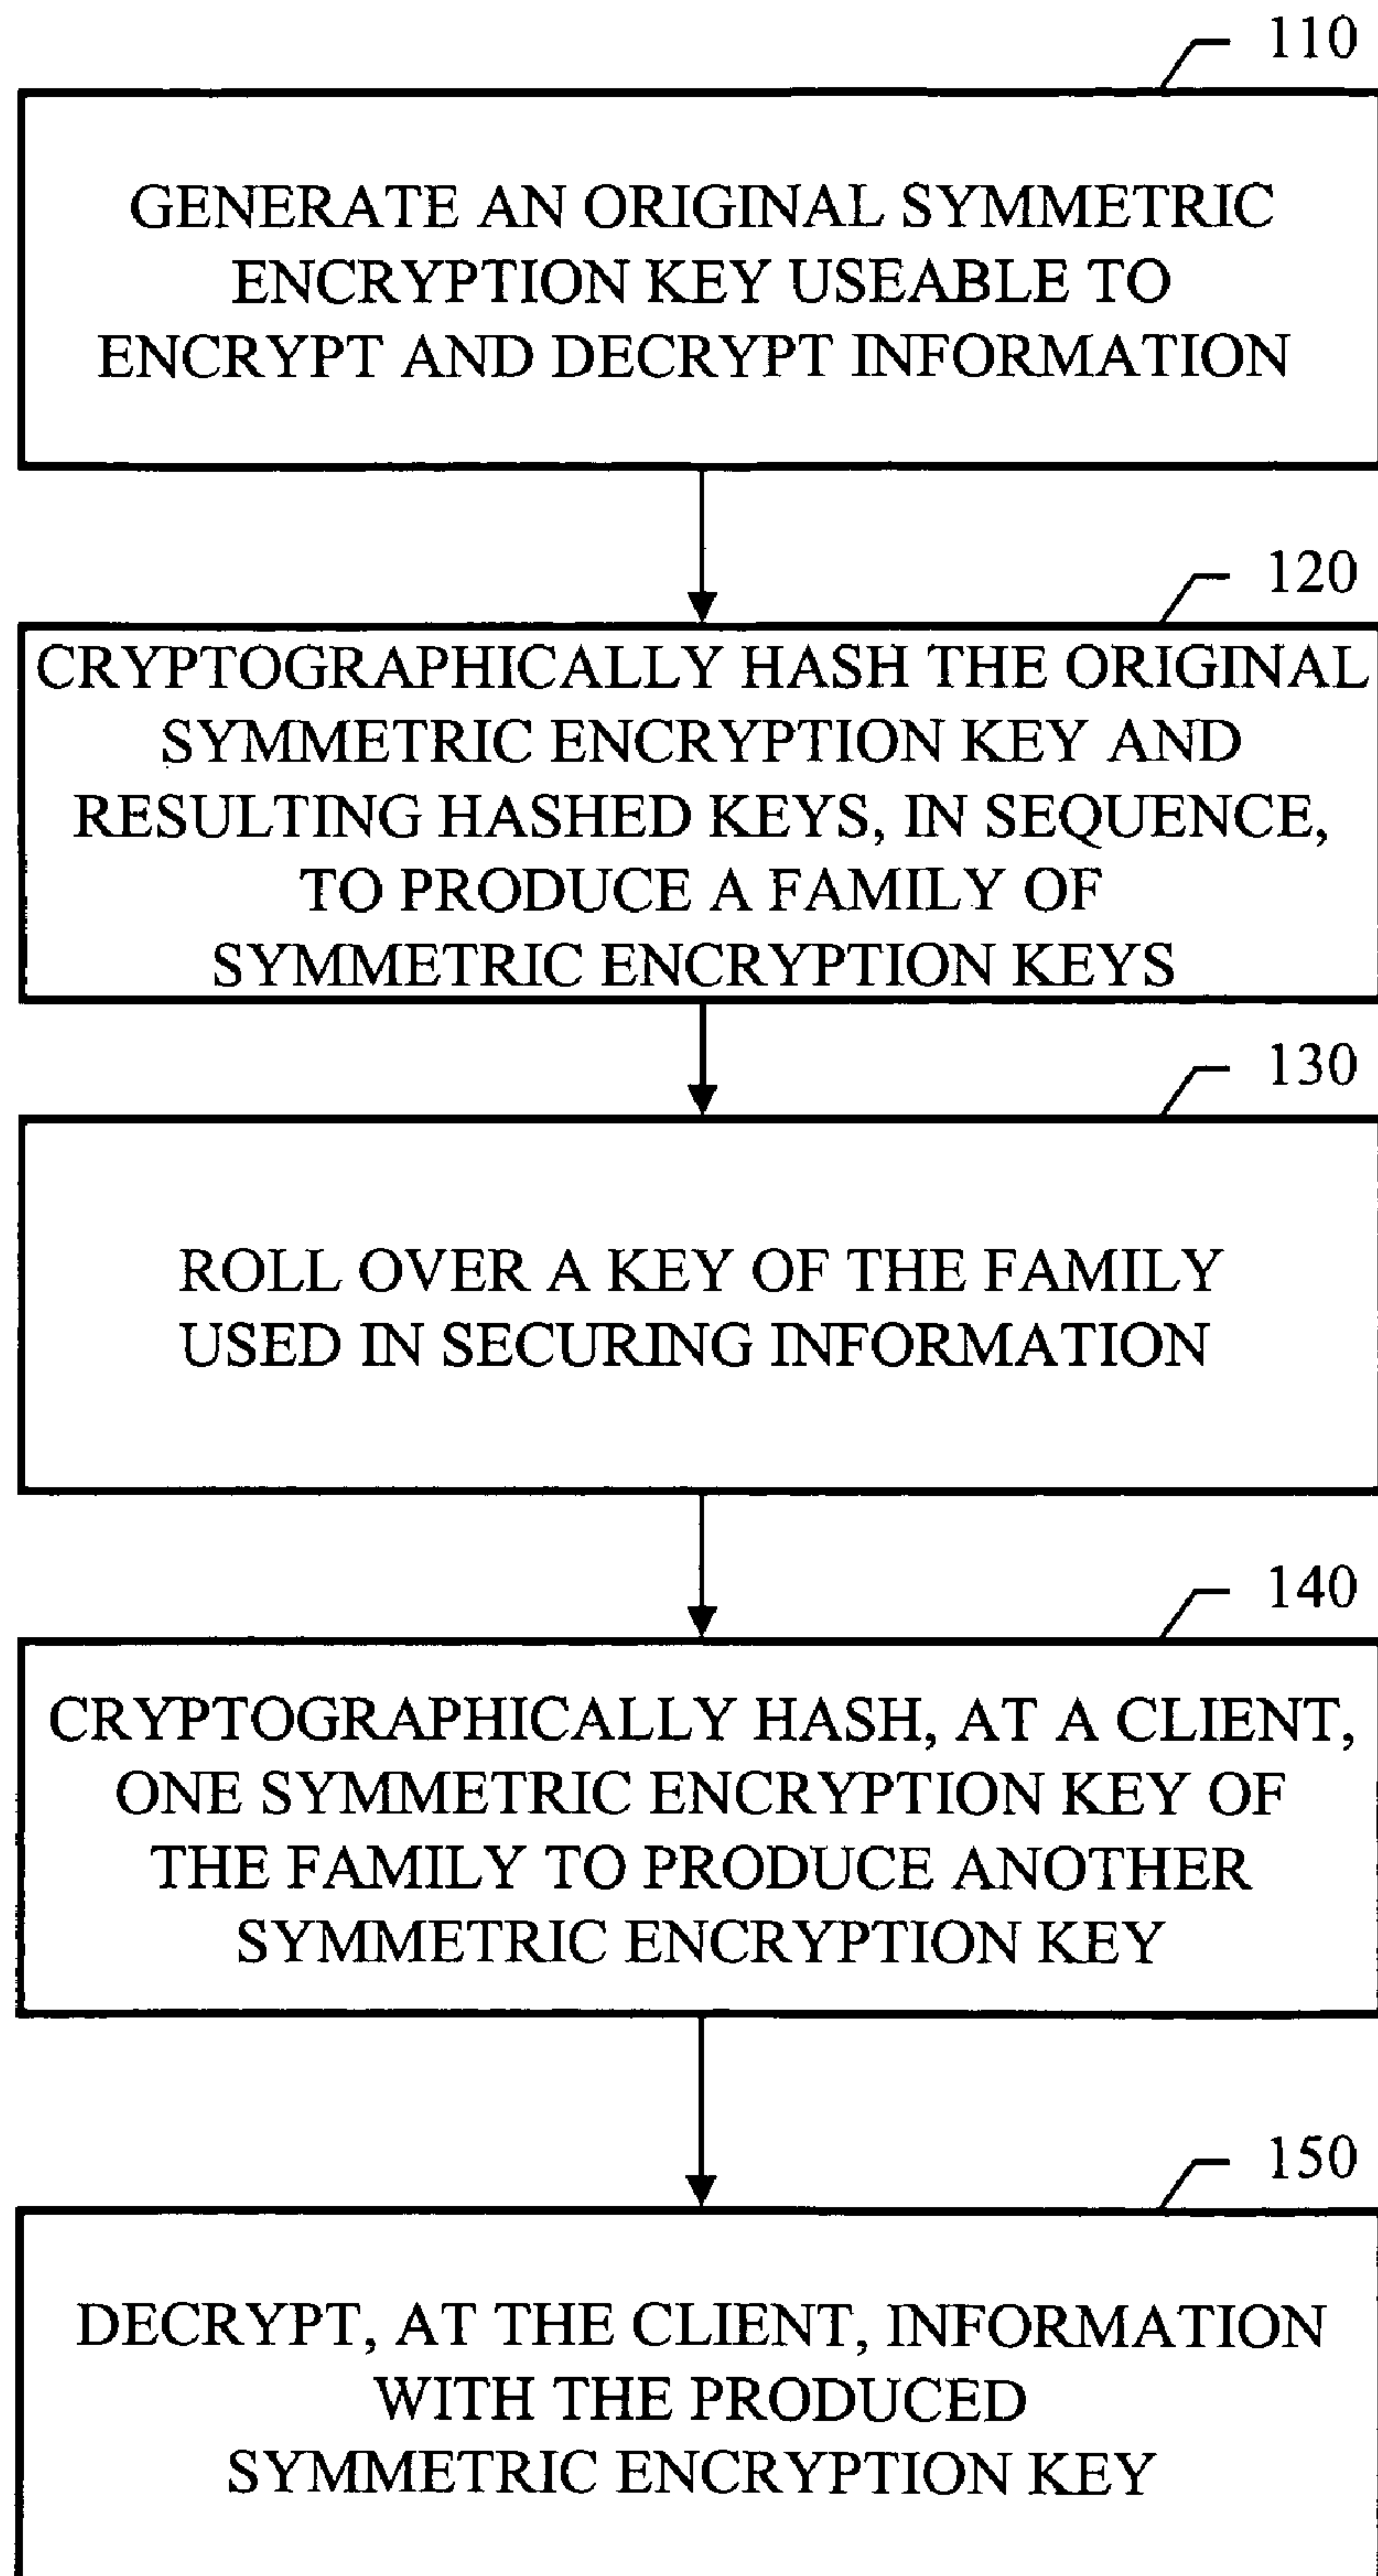 110
GENERATE AN ORIGINAL SYMMETRIC
ENCRYPTION KEY USEABLE TO
ENCRYPT AND DECRYPT INFORMATION
120
CRYPTOGRAPHICALLY HASH THE ORIGINAL
SYMMETRIC ENCRYPTION KEY AND
RESULTING HASHED KEYS, IN SEQUENCE,
TO PRODUCE A FAMILY OF
SYMMETRIC ENCRYPTION KEYS
130
ROLL OVER A KEY OF THE FAMILY
USED IN SECURING INFORMATION
140
CRYPTOGRAPHICALLY HASH, AT A CLIENT,
ONE SYMMETRIC ENCRYPTION KEY OF
THE FAMILY TO PRODUCE ANOTHER
SYMMETRIC ENCRYPTION KEY
150
DECRYPT, AT THE CLIENT, INFORMATION
WITH THE PRODUCED
SYMMETRIC ENCRYPTION KEY